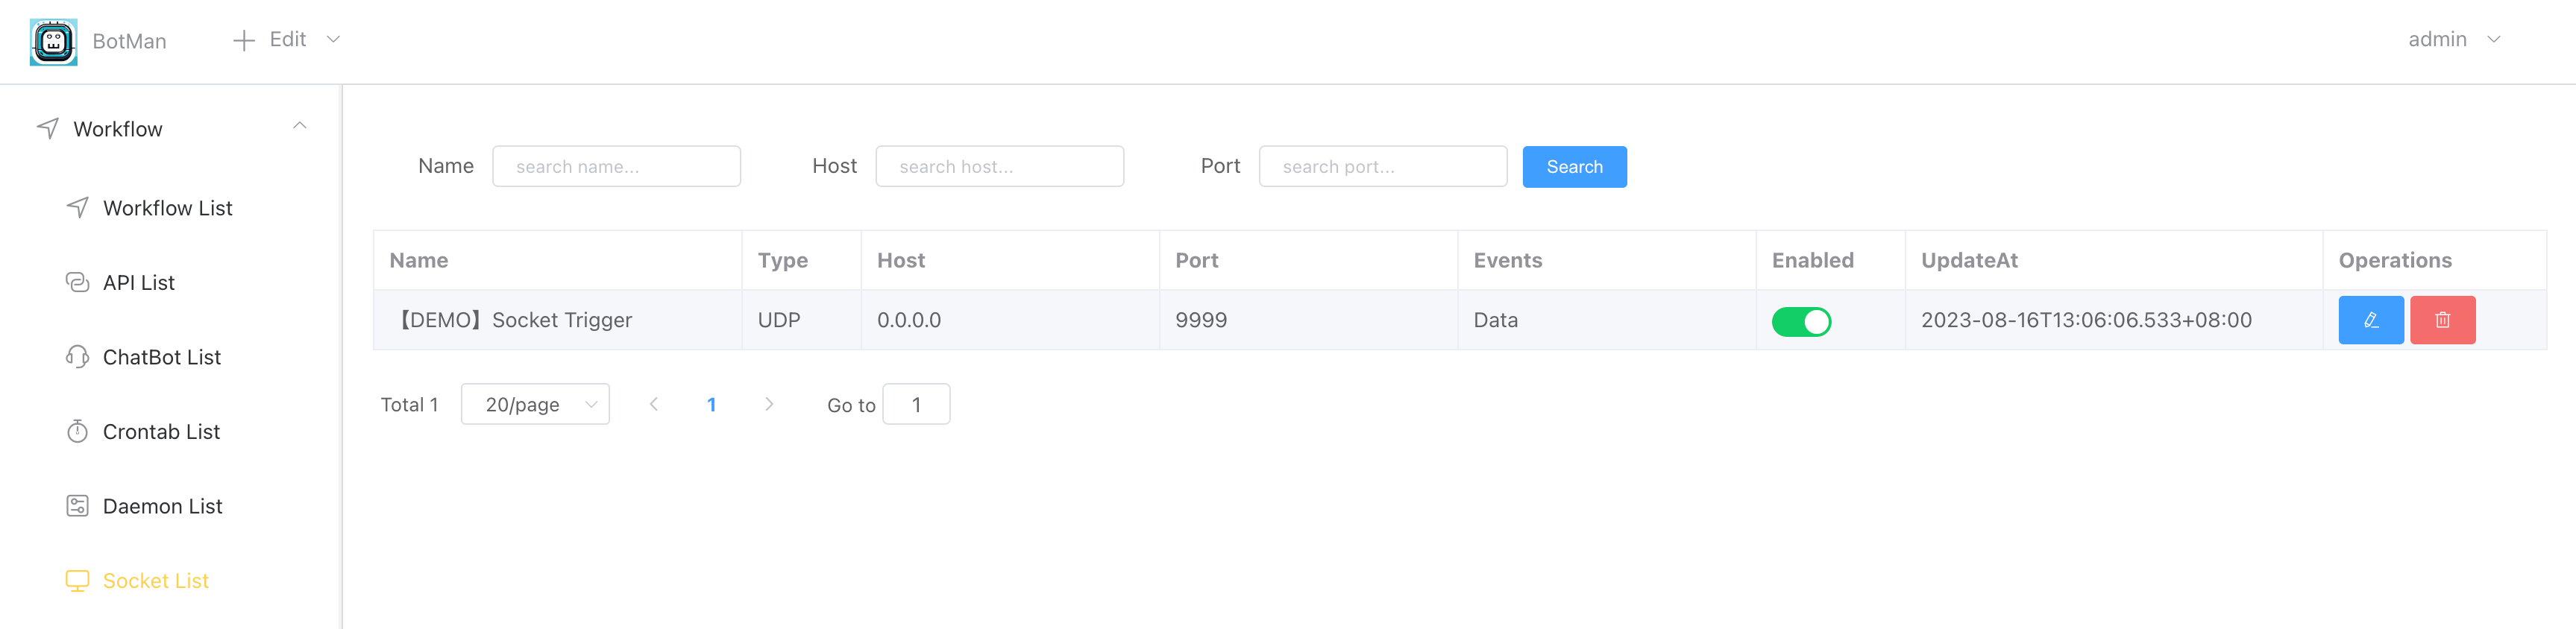 BotMan Edit admin
Workflow
Workflow List
API List
ChatBot List
Crontab List
Daemon List
Socket List
Name search name... Host search host... Port search port... Search
Name Type Host Port Events Enabled UpdateAt Operations
【DEMO】Socket Trigger UDP 0.0.0.0 9999 Data 2023-08-16T13:06:06.533+08:00
Total 1 20/page 1 Go to 1